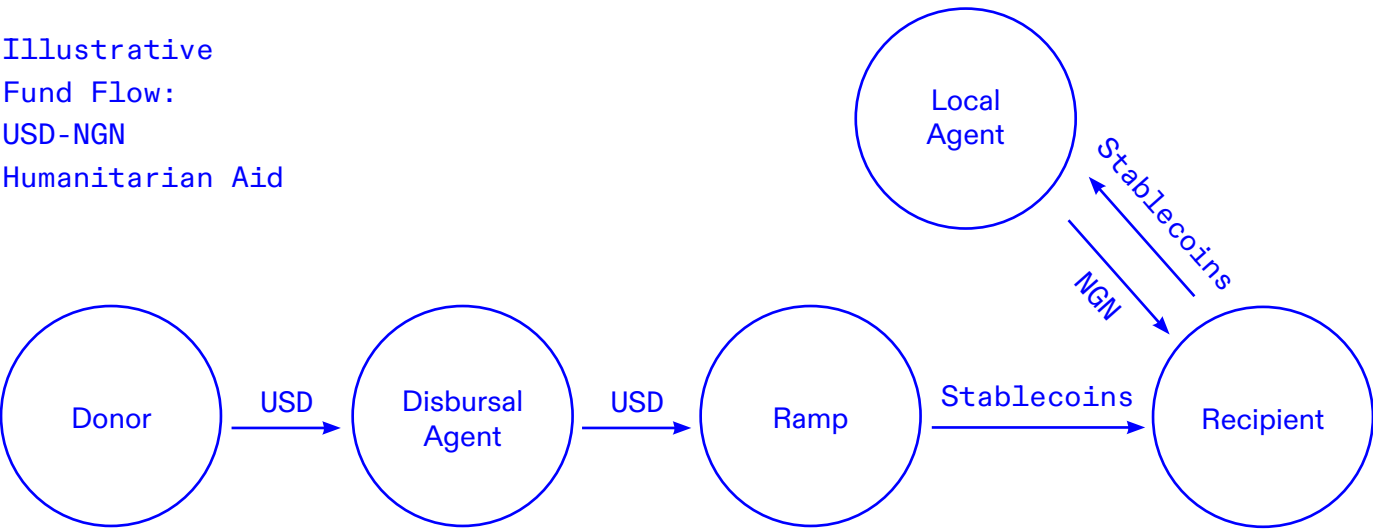 Illustrative
Fund Flow:
USD-NGN
Humanitarian Aid
Local
Agent
Stablecoins
NGN
Donor
USD
Disbursal
Agent
USD
Ramp
Stablecoins
Recipient